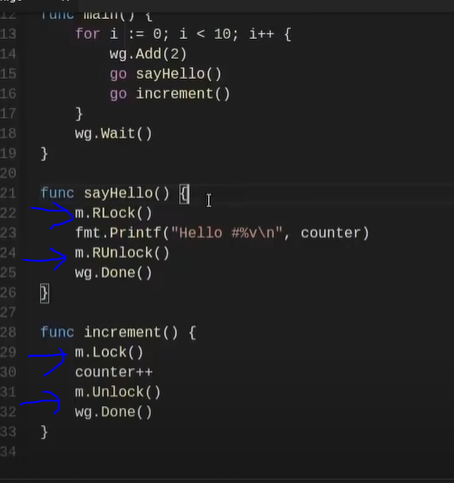 12 func main() {
13 for i := 0; i < 10; i++ {
14 wg.Add(2)
15 go sayHello()
16 go increment()
17 }
18 wg.Wait()
19 }
20
21 func sayHello() {
22 m.RLock()
23 fmt.Printf("Hello #%v\n", counter)
24 m.RUnlock()
25 wg.Done()
26 }
27
28 func increment() {
29 m.Lock()
30 counter++
31 m.Unlock()
32 wg.Done()
33 }
34